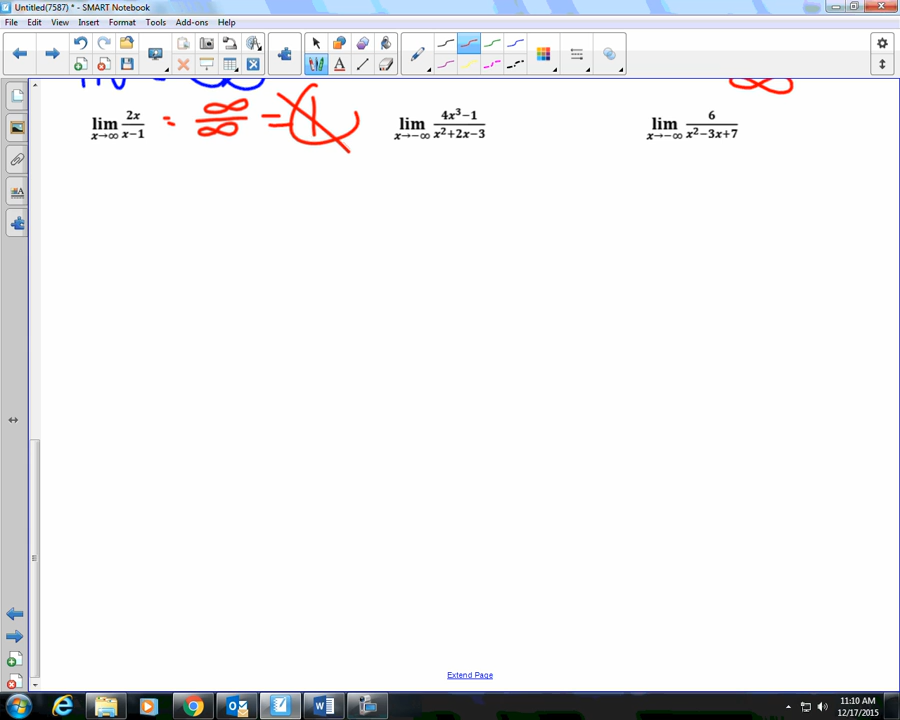 Untitled(7587) * - SMART Notebook
File Edit View Insert Format Tools Add-ons Help
∞
lim x→∞ 2x/(x−1) = ∞/∞ = 1
lim x→−∞ (4x³−1)/(x²+2x−3)
lim x→−∞ 6/(x²−3x+7)
Extend Page
11:10 AM
12/17/2015